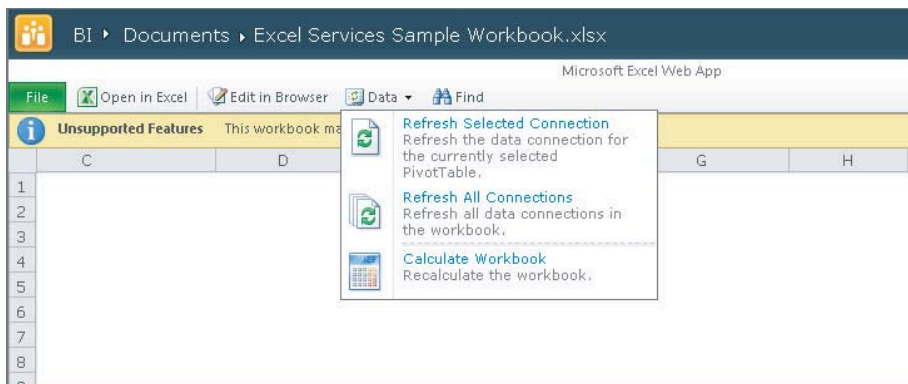 BI ▸ Documents ▸ Excel Services Sample Workbook.xlsx
Microsoft Excel Web App
File Open in Excel Edit in Browser Data Find
Unsupported Features This workbook
Refresh Selected Connection
Refresh the data connection for
the currently selected
PivotTable.
Refresh All Connections
Refresh all data connections in
the workbook.
Calculate Workbook
Recalculate the workbook.
C D G H
1
2
3
4
5
6
7
8